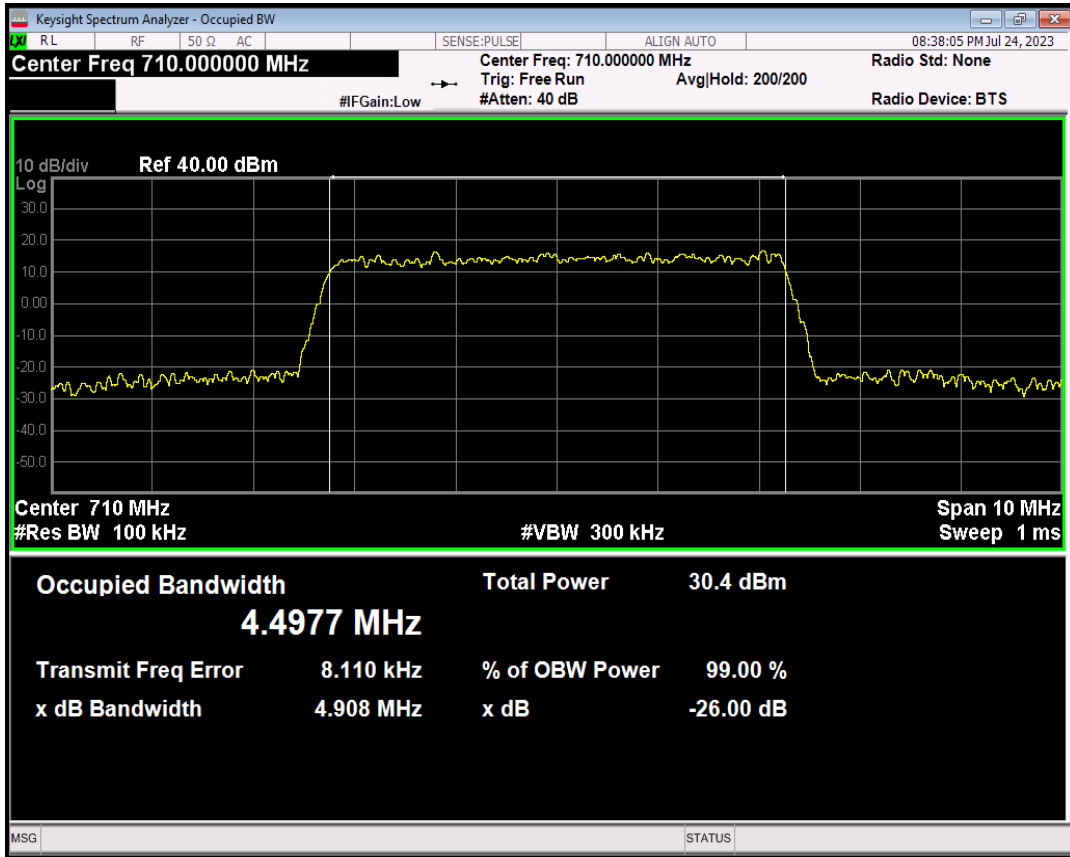 Keysight Spectrum Analyzer - Occupied BW
LXI RL RF 50 Ω AC SENSE:PULSE ALIGN AUTO 08:38:05 PM Jul 24, 2023
Center Freq 710.000000 MHz
Center Freq: 710.000000 MHz
Radio Std: None
Trig: Free Run Avg|Hold: 200/200
#IFGain:Low #Atten: 40 dB Radio Device: BTS
10 dB/div Ref 40.00 dBm
Log
30.0
20.0
10.0
0.00
-10.0
-20.0
-30.0
-40.0
-50.0
Center 710 MHz Span 10 MHz
#Res BW 100 kHz #VBW 300 kHz Sweep 1 ms
Occupied Bandwidth Total Power 30.4 dBm
4.4977 MHz
Transmit Freq Error 8.110 kHz % of OBW Power 99.00 %
x dB Bandwidth 4.908 MHz x dB -26.00 dB
MSG STATUS